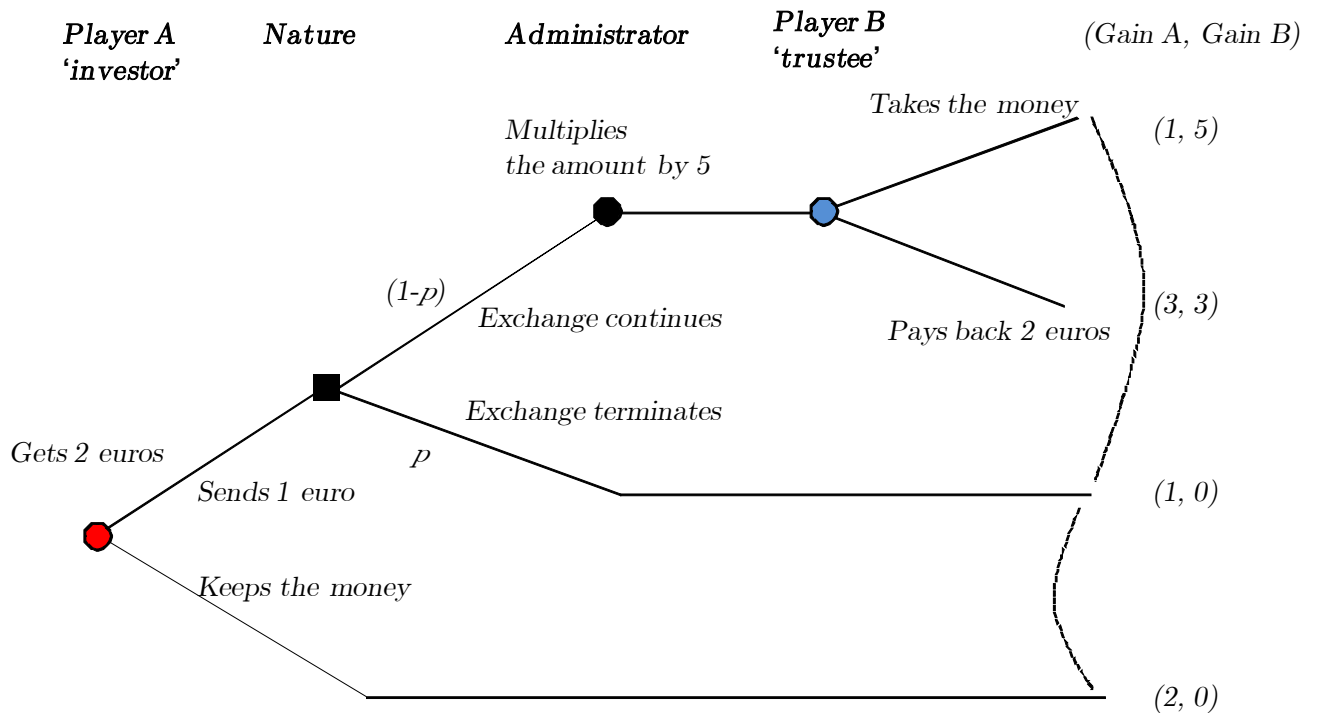 Player A
‘investor’
Nature
Administrator
Player B
‘trustee’
(Gain A, Gain B)
Takes the money
(1, 5)
Multiplies
the amount by 5
(1-p)
Exchange continues
(3, 3)
Pays back 2 euros
Exchange terminates
Gets 2 euros
p
Sends 1 euro
(1, 0)
Keeps the money
(2, 0)